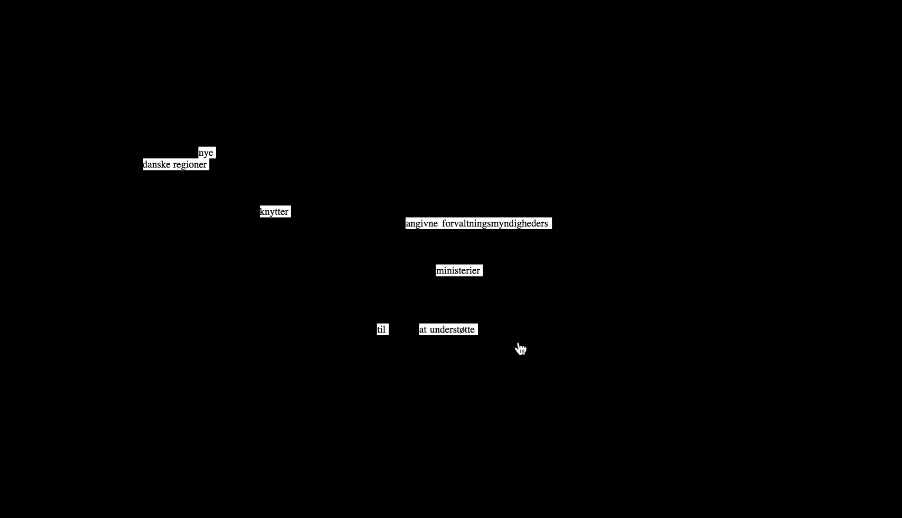 nye
danske regioner
knytter
angivne forvaltningsmyndigheders
ministerier
til at understøtte